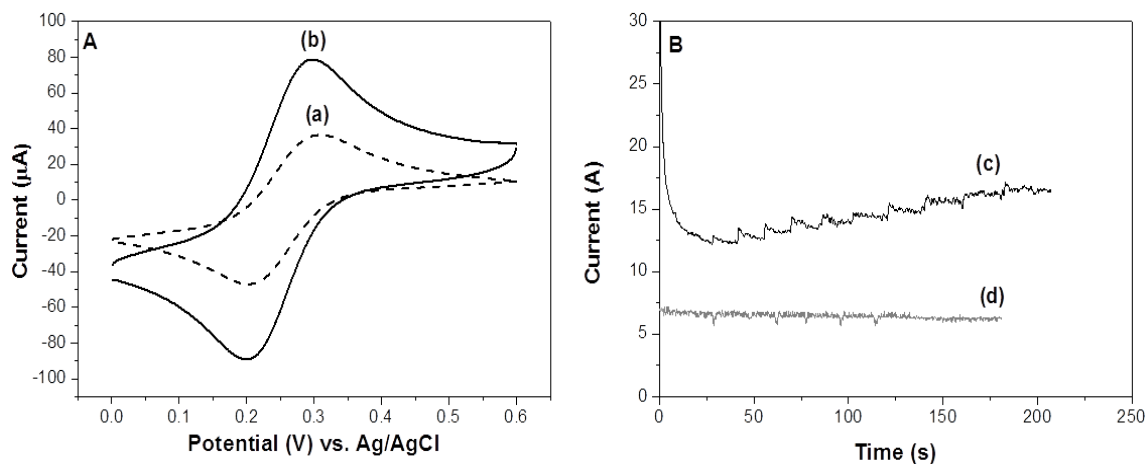 A
(b)
(a)
100
80
60
40
20
0
-20
-40
-60
-80
-100
Current (μA)
0.0 0.1 0.2 0.3 0.4 0.5 0.6
Potential (V) vs. Ag/AgCl
B
(c)
(d)
30
25
20
15
10
5
0
Current (A)
0 50 100 150 200 250
Time (s)